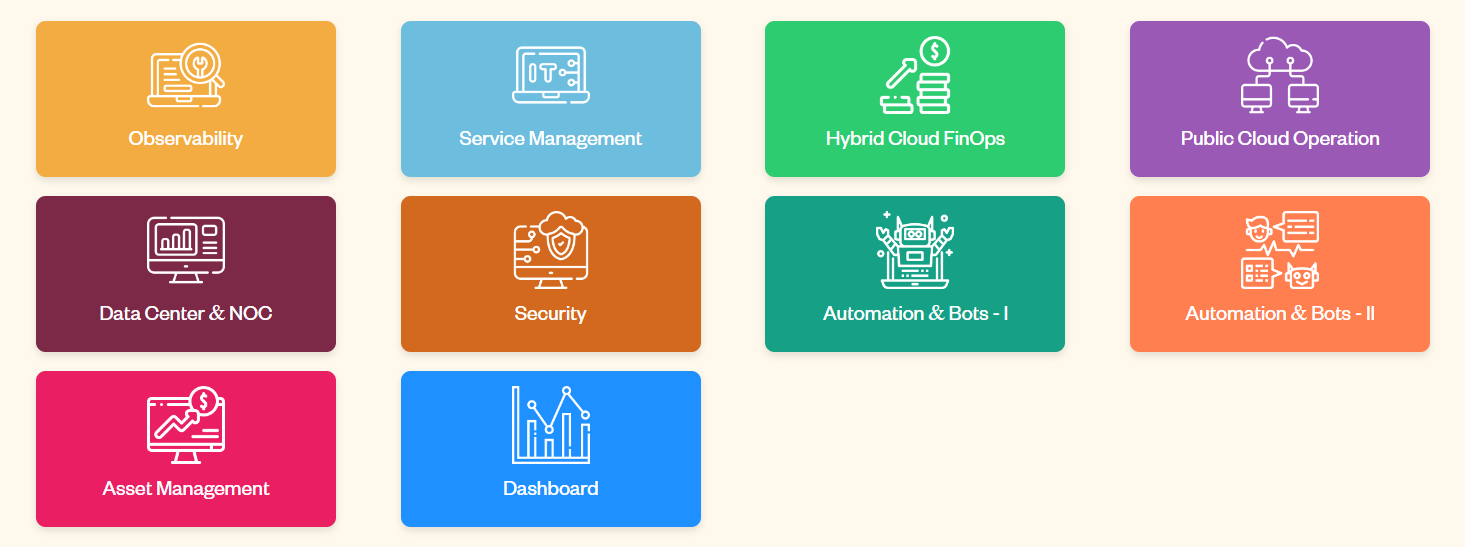 $
IT
Observability
Service Management
Hybrid Cloud FinOps
Public Cloud Operation
Data Center & NOC
Security
Automation & Bots - I
Automation & Bots - II
$
Asset Management
Dashboard